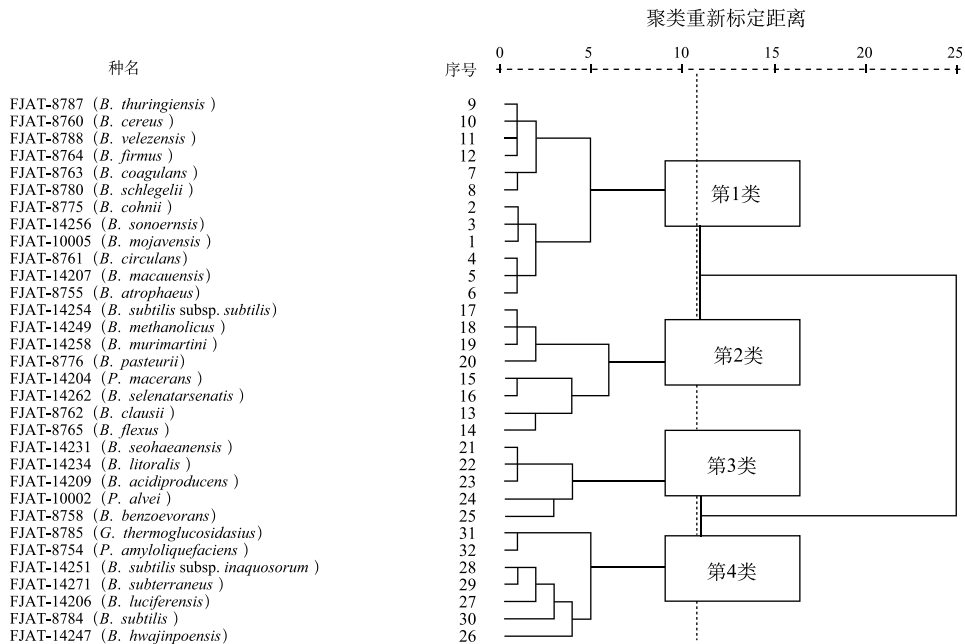 聚类重新标定距离
0 5 10 15 20 25
种名 序号
FJAT-8787 (B. thuringiensis ) 9
FJAT-8760 (B. cereus ) 10
FJAT-8788 (B. velezensis ) 11
FJAT-8764 (B. firmus ) 12
FJAT-8763 (B. coagulans ) 7
FJAT-8780 (B. schlegelii ) 8
FJAT-8775 (B. cohnii ) 2
FJAT-14256 (B. sonoernsis ) 3
FJAT-10005 (B. mojavensis ) 1
FJAT-8761 (B. circulans ) 4
FJAT-14207 (B. macauensis) 5
FJAT-8755 (B. atrophaeus ) 6
FJAT-14254 (B. subtilis subsp. subtilis) 17
FJAT-14249 (B. methanolicus ) 18
FJAT-14258 (B. murimartini ) 19
FJAT-8776 (B. pasteurii ) 20
FJAT-14204 (P. macerans ) 15
FJAT-14262 (B. selenatarsenatis ) 16
FJAT-8762 (B. clausii ) 13
FJAT-8765 (B. flexus ) 14
FJAT-14231 (B. seohaeanensis ) 21
FJAT-14234 (B. litoralis ) 22
FJAT-14209 (B. acidiproducens ) 23
FJAT-10002 (P. alvei ) 24
FJAT-8758 (B. benzoevorans ) 25
FJAT-8785 (G. thermoglucosidasius ) 31
FJAT-8754 (P. amyloliquefaciens ) 32
FJAT-14251 (B. subtilis subsp. inaquosorum ) 28
FJAT-14271 (B. subterraneus ) 29
FJAT-14206 (B. luciferensis) 27
FJAT-8784 (B. subtilis ) 30
FJAT-14247 (B. hwajinpoensis ) 26
第1类
第2类
第3类
第4类